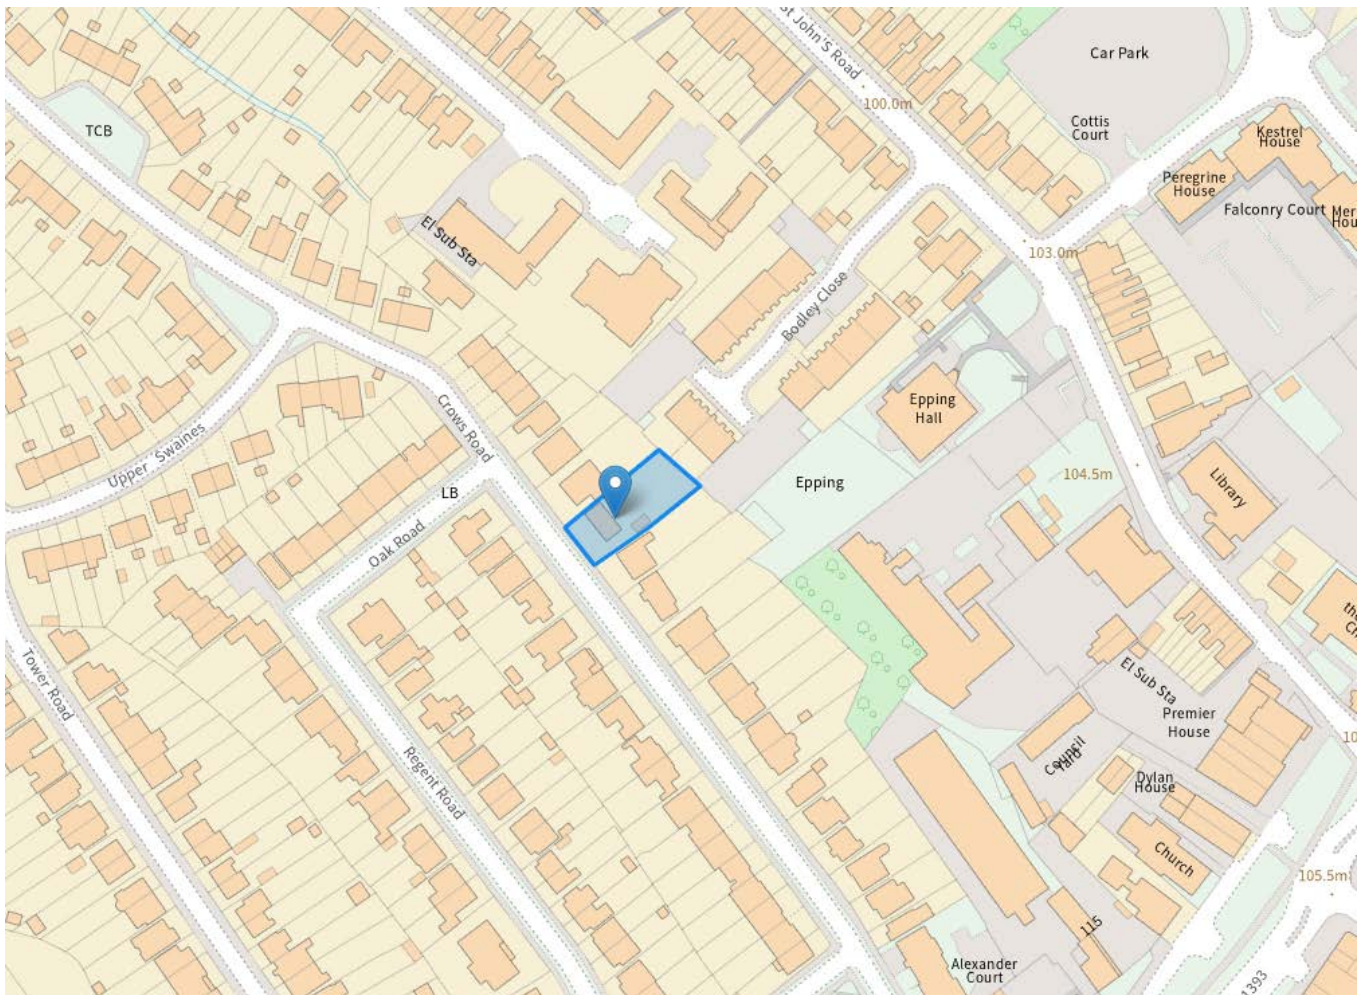 St John'S Road
Car Park
100.0m
TCB
Cottis
Court
Kestrel
House
Peregrine
House
Falconry Court
El Sub Sta
103.0m
Bodley Close
Crows Road
Epping
Hall
Upper Swaines
104.5m
Epping
Library
LB
Oak Road
El Sub Sta
Tower Road
Premier
House
Council
Yard
Regent Road
Dylan
House
Church
105.5m
115
Alexander
Court
1393